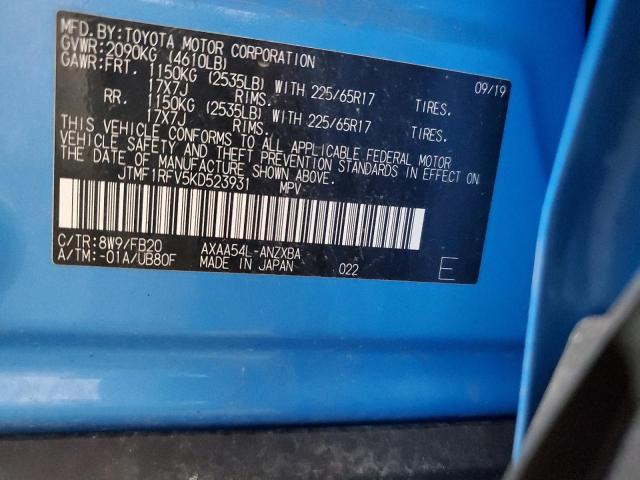 MFD.BY:TOYOTA MOTOR CORPORATION 09/19
GVWR:2090KG (4610LB)
GAWR:FRT. 1150KG (2535LB) WITH 225/65R17 TIRES.
17X7J RIMS.
RR. 1150KG (2535LB) WITH 225/65R17 TIRES.
17X7J RIMS.
THIS VEHICLE CONFORMS TO ALL APPLICABLE FEDERAL MOTOR
VEHICLE SAFETY AND THEFT PREVENTION STANDARDS IN EFFECT ON
THE DATE OF MANUFACTURE SHOWN ABOVE.
JTMF1RFV5KD523931 MPV
C/TR:8W9/FB20 AXAA54L-ANZXBA
A/TM:-01A/UB80F MADE IN JAPAN 022 E